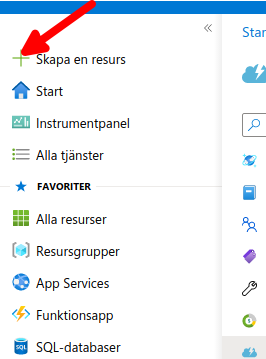 Skapa en resurs
Start
Instrumentpanel
Alla tjänster
FAVORITER
Alla resurser
Resursgrupper
App Services
Funktionsapp
SQL-databaser